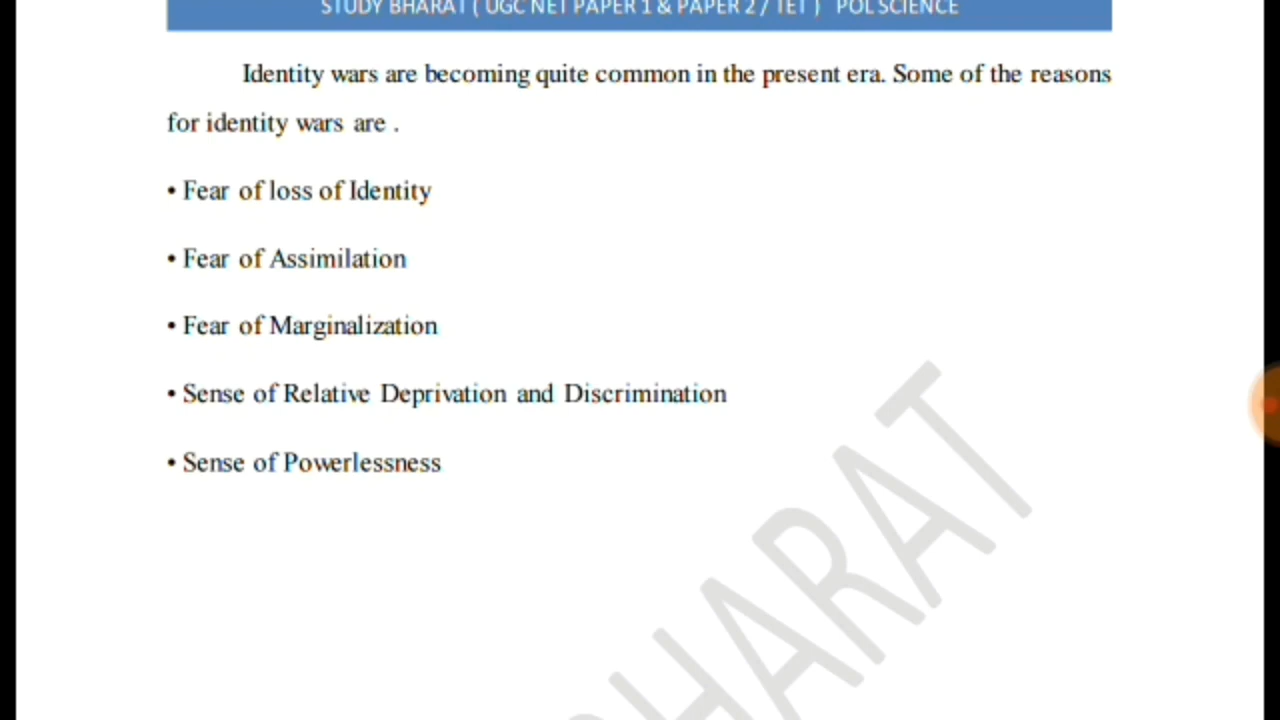 STUDY BHARAT ( UGC NET PAPER 1 & PAPER 2 / TET ) POL SCIENCE
Identity wars are becoming quite common in the present era. Some of the reasons
for identity wars are .
• Fear of loss of Identity
• Fear of Assimilation
• Fear of Marginalization
• Sense of Relative Deprivation and Discrimination
• Sense of Powerlessness
HARAT